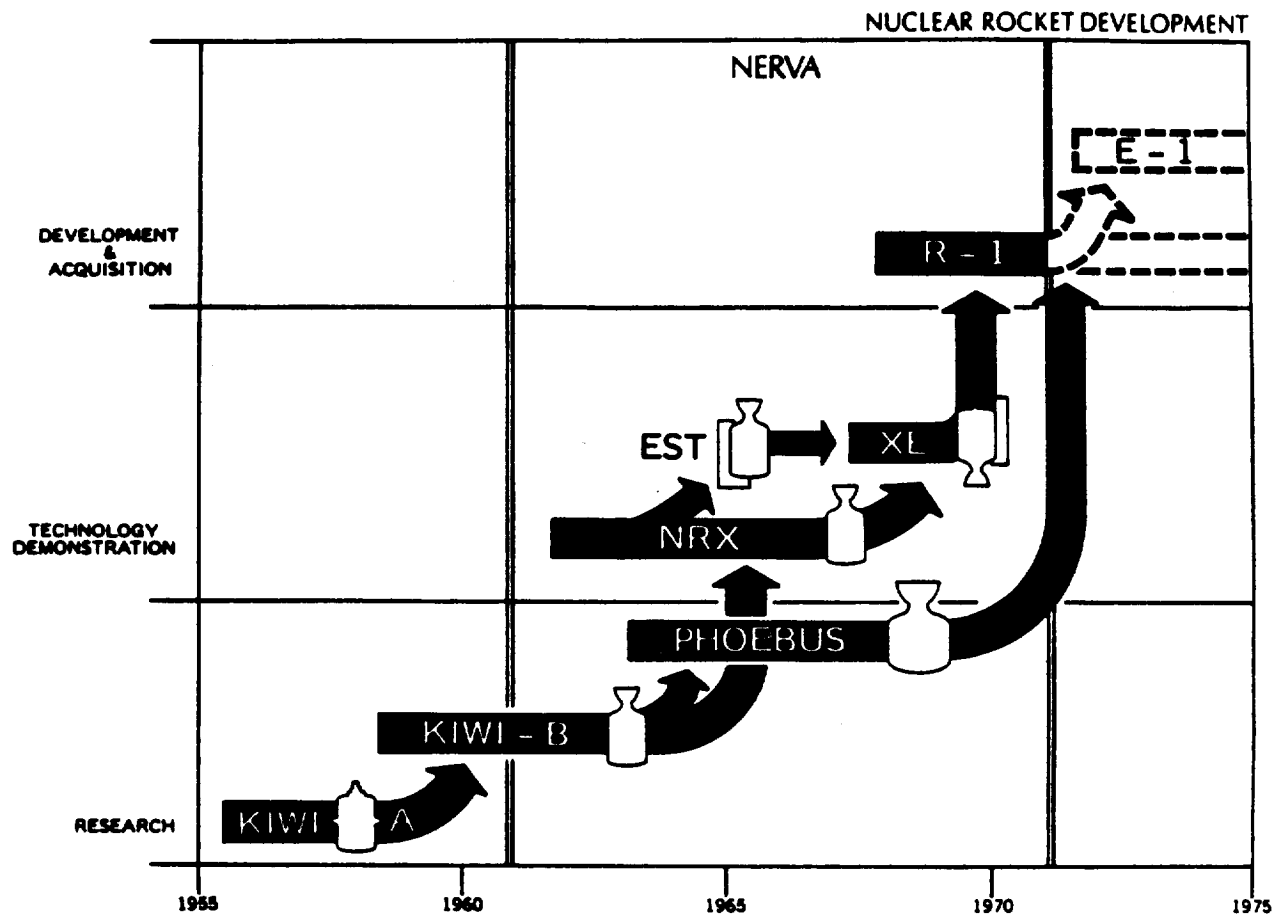 NUCLEAR ROCKET DEVELOPMENT
NERVA
E - 1
DEVELOPMENT
&
ACQUISITION
R - 1
EST
XE
TECHNOLOGY
DEMONSTRATION
NRX
PHOEBUS
KIWI - B
RESEARCH
KIWI A
1955
1960
1965
1970
1975